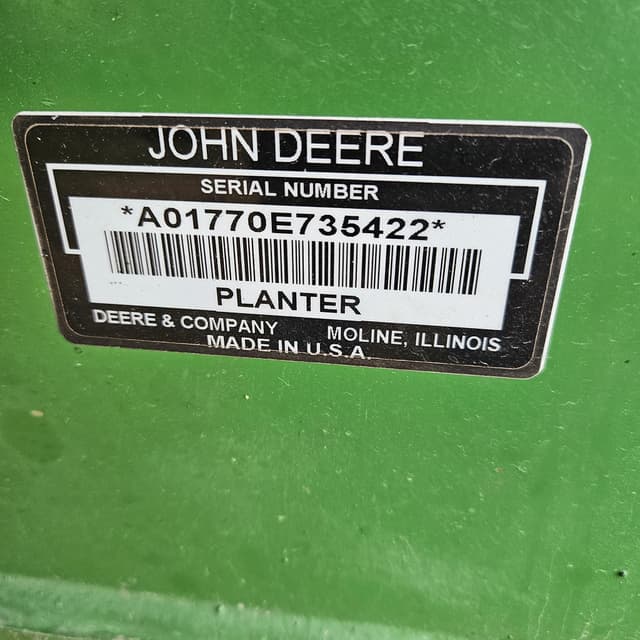 JOHN DEERE
SERIAL NUMBER
*A01770E735422*
PLANTER
DEERE & COMPANY MOLINE, ILLINOIS
MADE IN U.S.A.